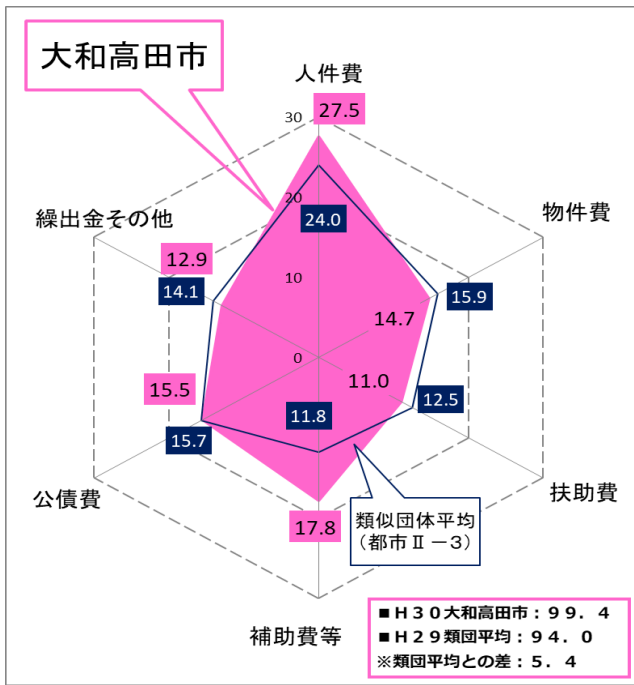 大和高田市
人件費
27.5
30
20
24.0
繰出金その他
物件費
12.9
14.1
10
15.9
14.7
0
11.0
15.5
11.8
12.5
15.7
公債費
扶助費
類似団体平均
(都市Ⅱ－3)
17.8
補助費等
■Ｈ３０大和高田市：９９．４
■Ｈ２９類団平均：９４．０
※類団平均との差：５．４